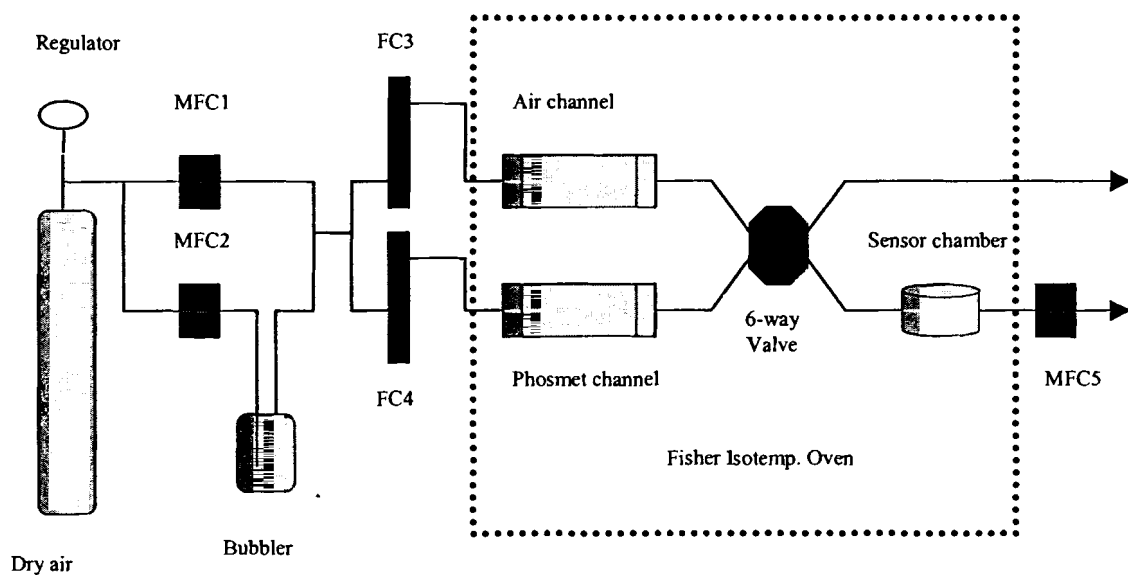 Regulator
FC3
MFC1
Air channel
MFC2
Sensor chamber
6-way
Valve
Phosmet channel
FC4
MFC5
Fisher Isotemp. Oven
Bubbler
Dry air